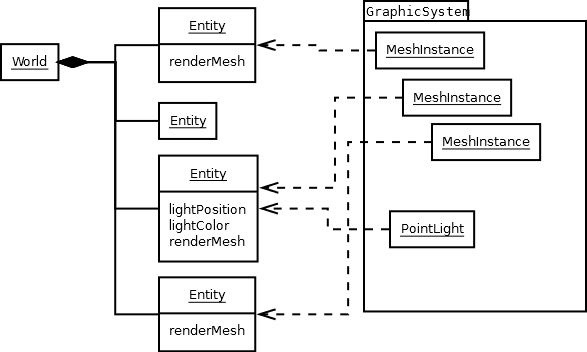 World
Entity
renderMesh
Entity
Entity
lightPosition
lightColor
renderMesh
Entity
renderMesh
GraphicSystem
MeshInstance
MeshInstance
MeshInstance
PointLight